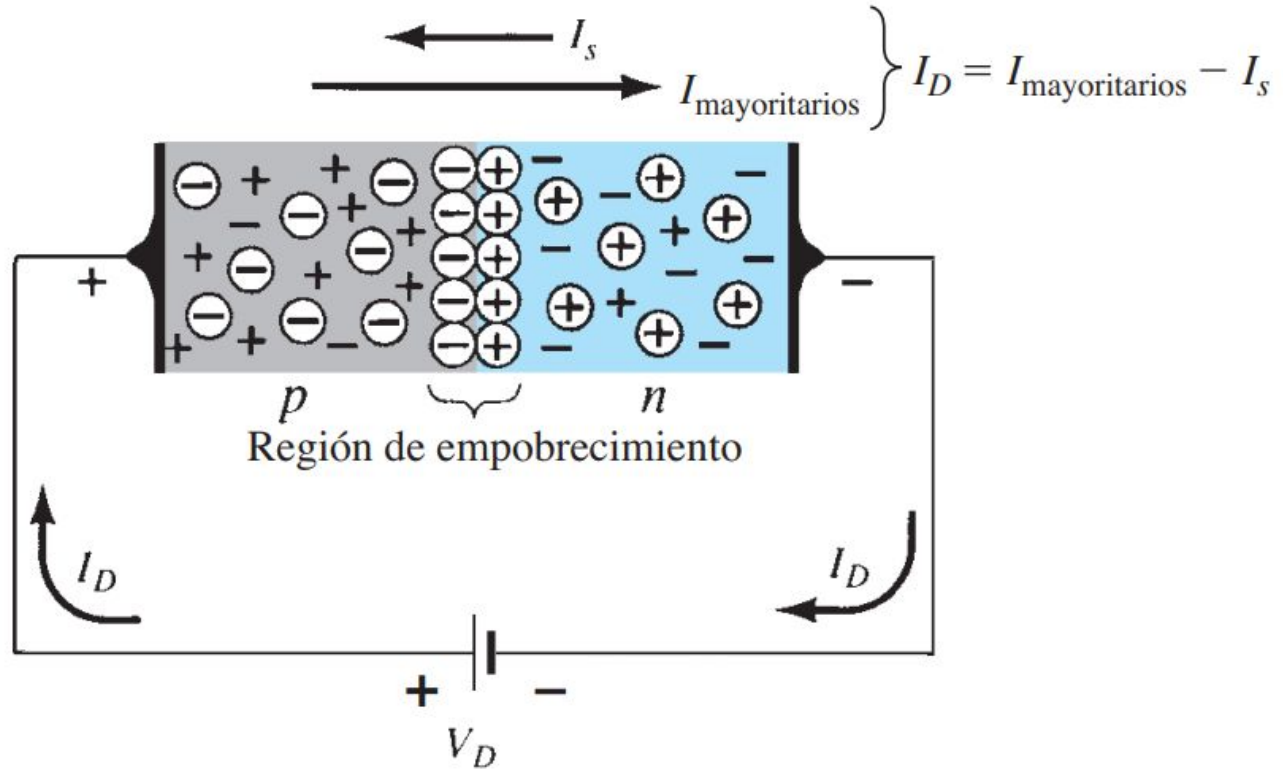 I_s
I_mayoritarios } I_D = I_mayoritarios − I_s
+ −
p n
Región de empobrecimiento
I_D I_D
+ −
V_D